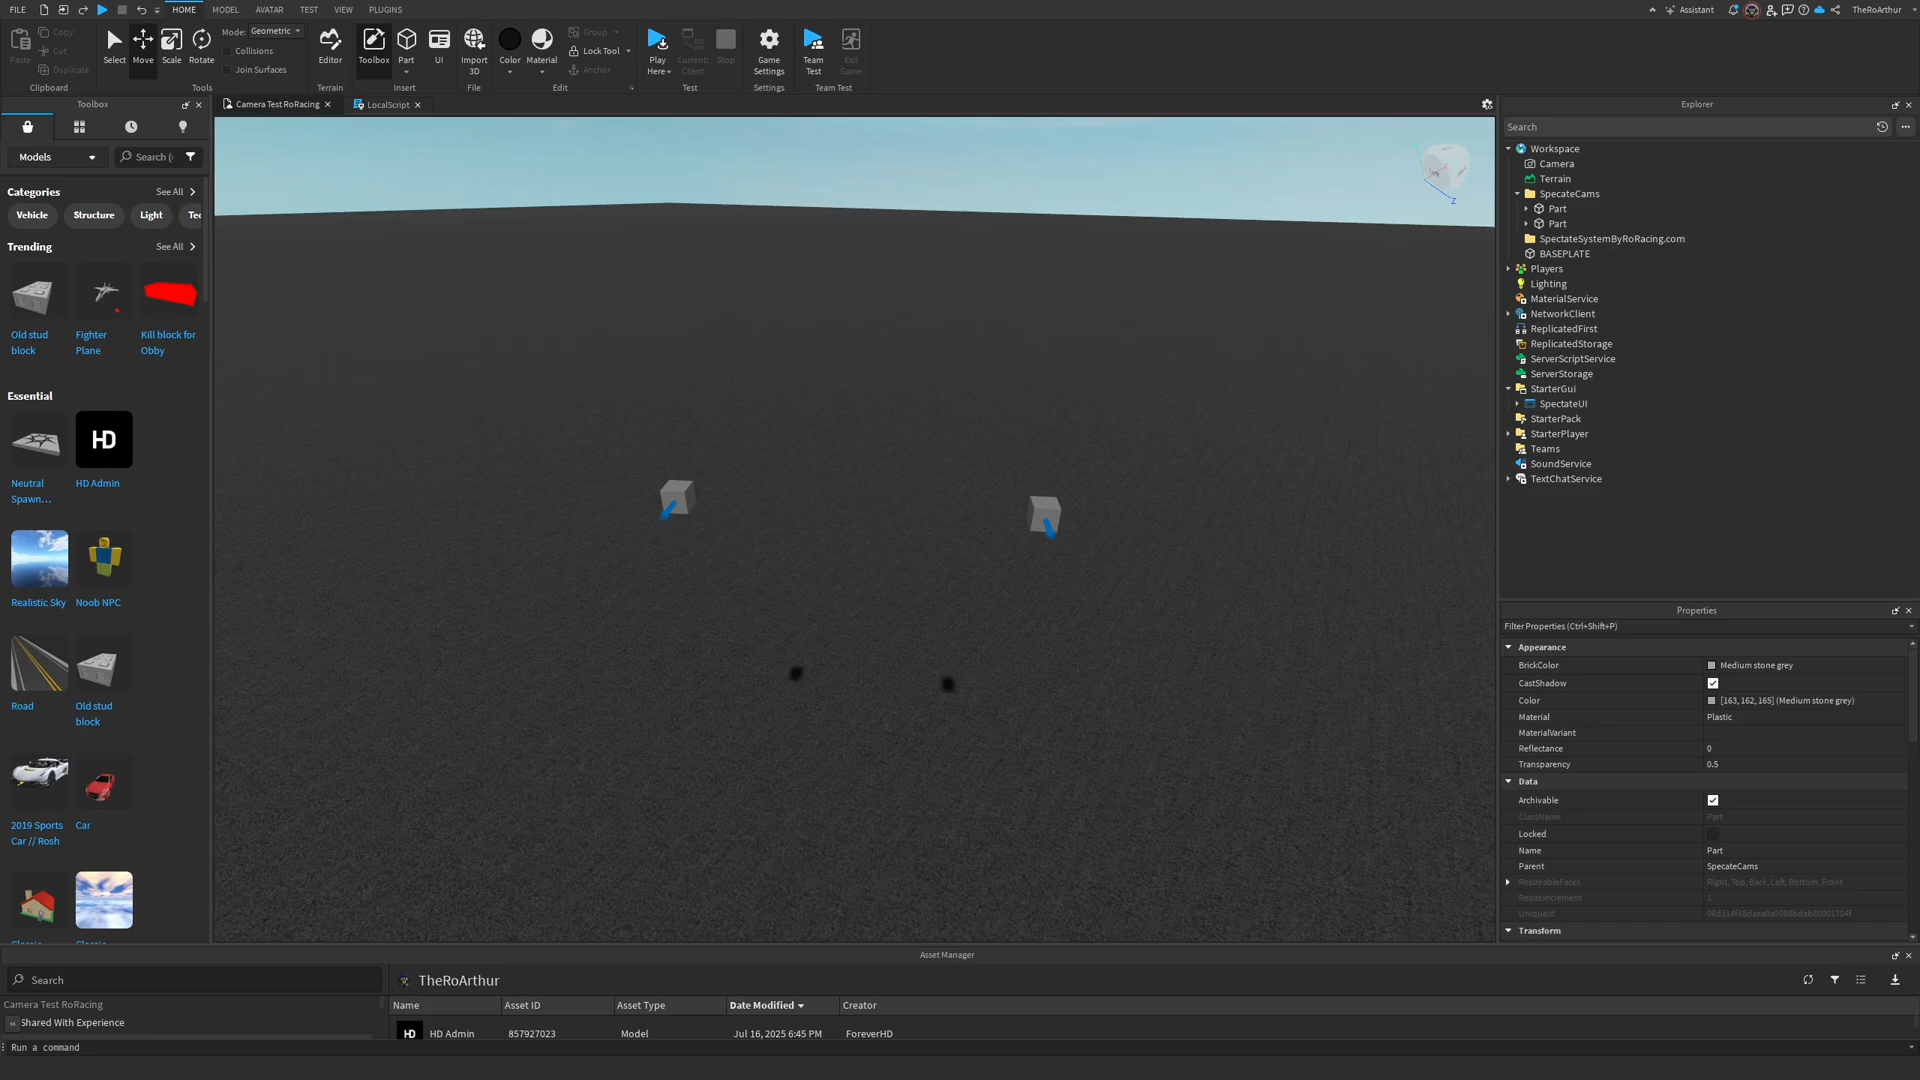 FILE HOME MODEL AVATAR TEST VIEW PLUGINS Assistant TheRoArthur
Paste Copy Cut Duplicate Clipboard
Select Move Scale Rotate Mode: Geometric Collisions Join Surfaces Tools
Editor Terrain
Toolbox Part UI Insert
Import 3D File
Color Material Group Lock Tool Anchor Edit
Play Here Current: Client Stop Test
Game Settings Settings
Team Test Exit Game Team Test
Toolbox
Camera Test RoRacing LocalScript
Models Search (
Categories See All
Vehicle Structure Light Tec
Trending See All
Old stud block
Fighter Plane
Kill block for Obby
Essential
Neutral Spawn...
HD
HD Admin
Realistic Sky
Noob NPC
Road
Old stud block
2019 Sports Car // Rosh
Car
Z
Explorer
Search
Workspace
Camera
Terrain
SpecateCams
Part
Part
SpectateSystemByRoRacing.com
BASEPLATE
Players
Lighting
MaterialService
NetworkClient
ReplicatedFirst
ReplicatedStorage
ServerScriptService
ServerStorage
StarterGui
SpectateUI
StarterPack
StarterPlayer
Teams
SoundService
TextChatService
Properties
Filter Properties (Ctrl+Shift+P)
Appearance
BrickColor Medium stone grey
CastShadow
Color [163, 162, 165] (Medium stone grey)
Material Plastic
MaterialVariant
Reflectance 0
Transparency 0.5
Data
Archivable
ClassName Part
Locked
Name Part
Parent SpecateCams
ResizeableFaces Right, Top, Back, Left, Bottom, Front
ResizeIncrement 1
UniqueId
Transform
Asset Manager
Search
Camera Test RoRacing
Shared With Experience
TheRoArthur
Name Asset ID Asset Type Date Modified Creator
HD HD Admin 857927023 Model Jul 16, 2025 6:45 PM ForeverHD
Run a command